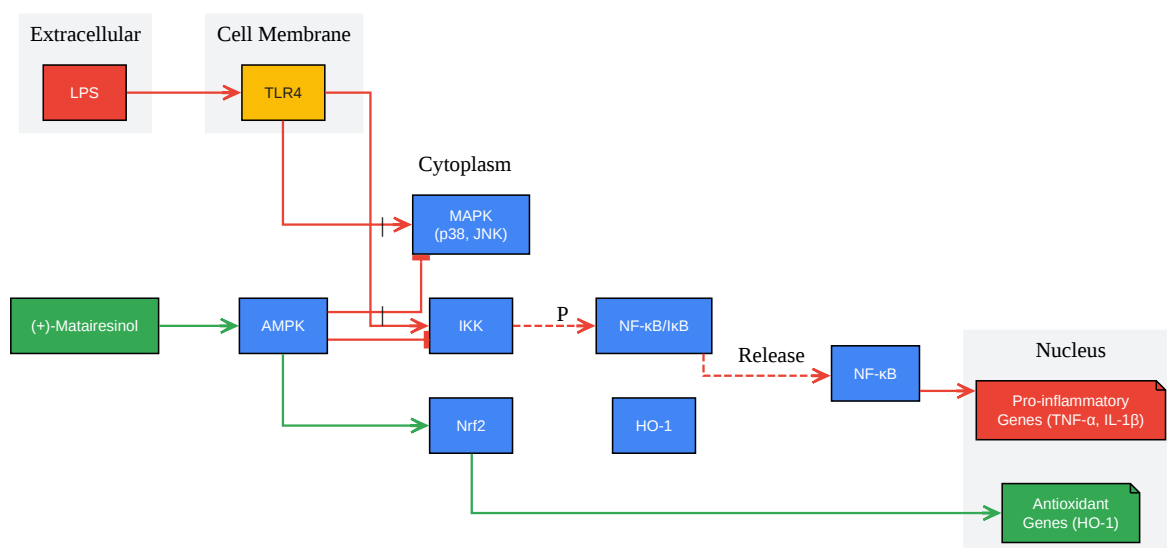 Extracellular
Cell Membrane
LPS
TLR4
Cytoplasm
MAPK
(p38, JNK)
|
(+)-Matairesinol
AMPK
|
IKK
P
NF-κB/IκB
Release
NF-κB
Nucleus
Pro-inflammatory
Genes (TNF-α, IL-1β)
Nrf2
HO-1
Antioxidant
Genes (HO-1)